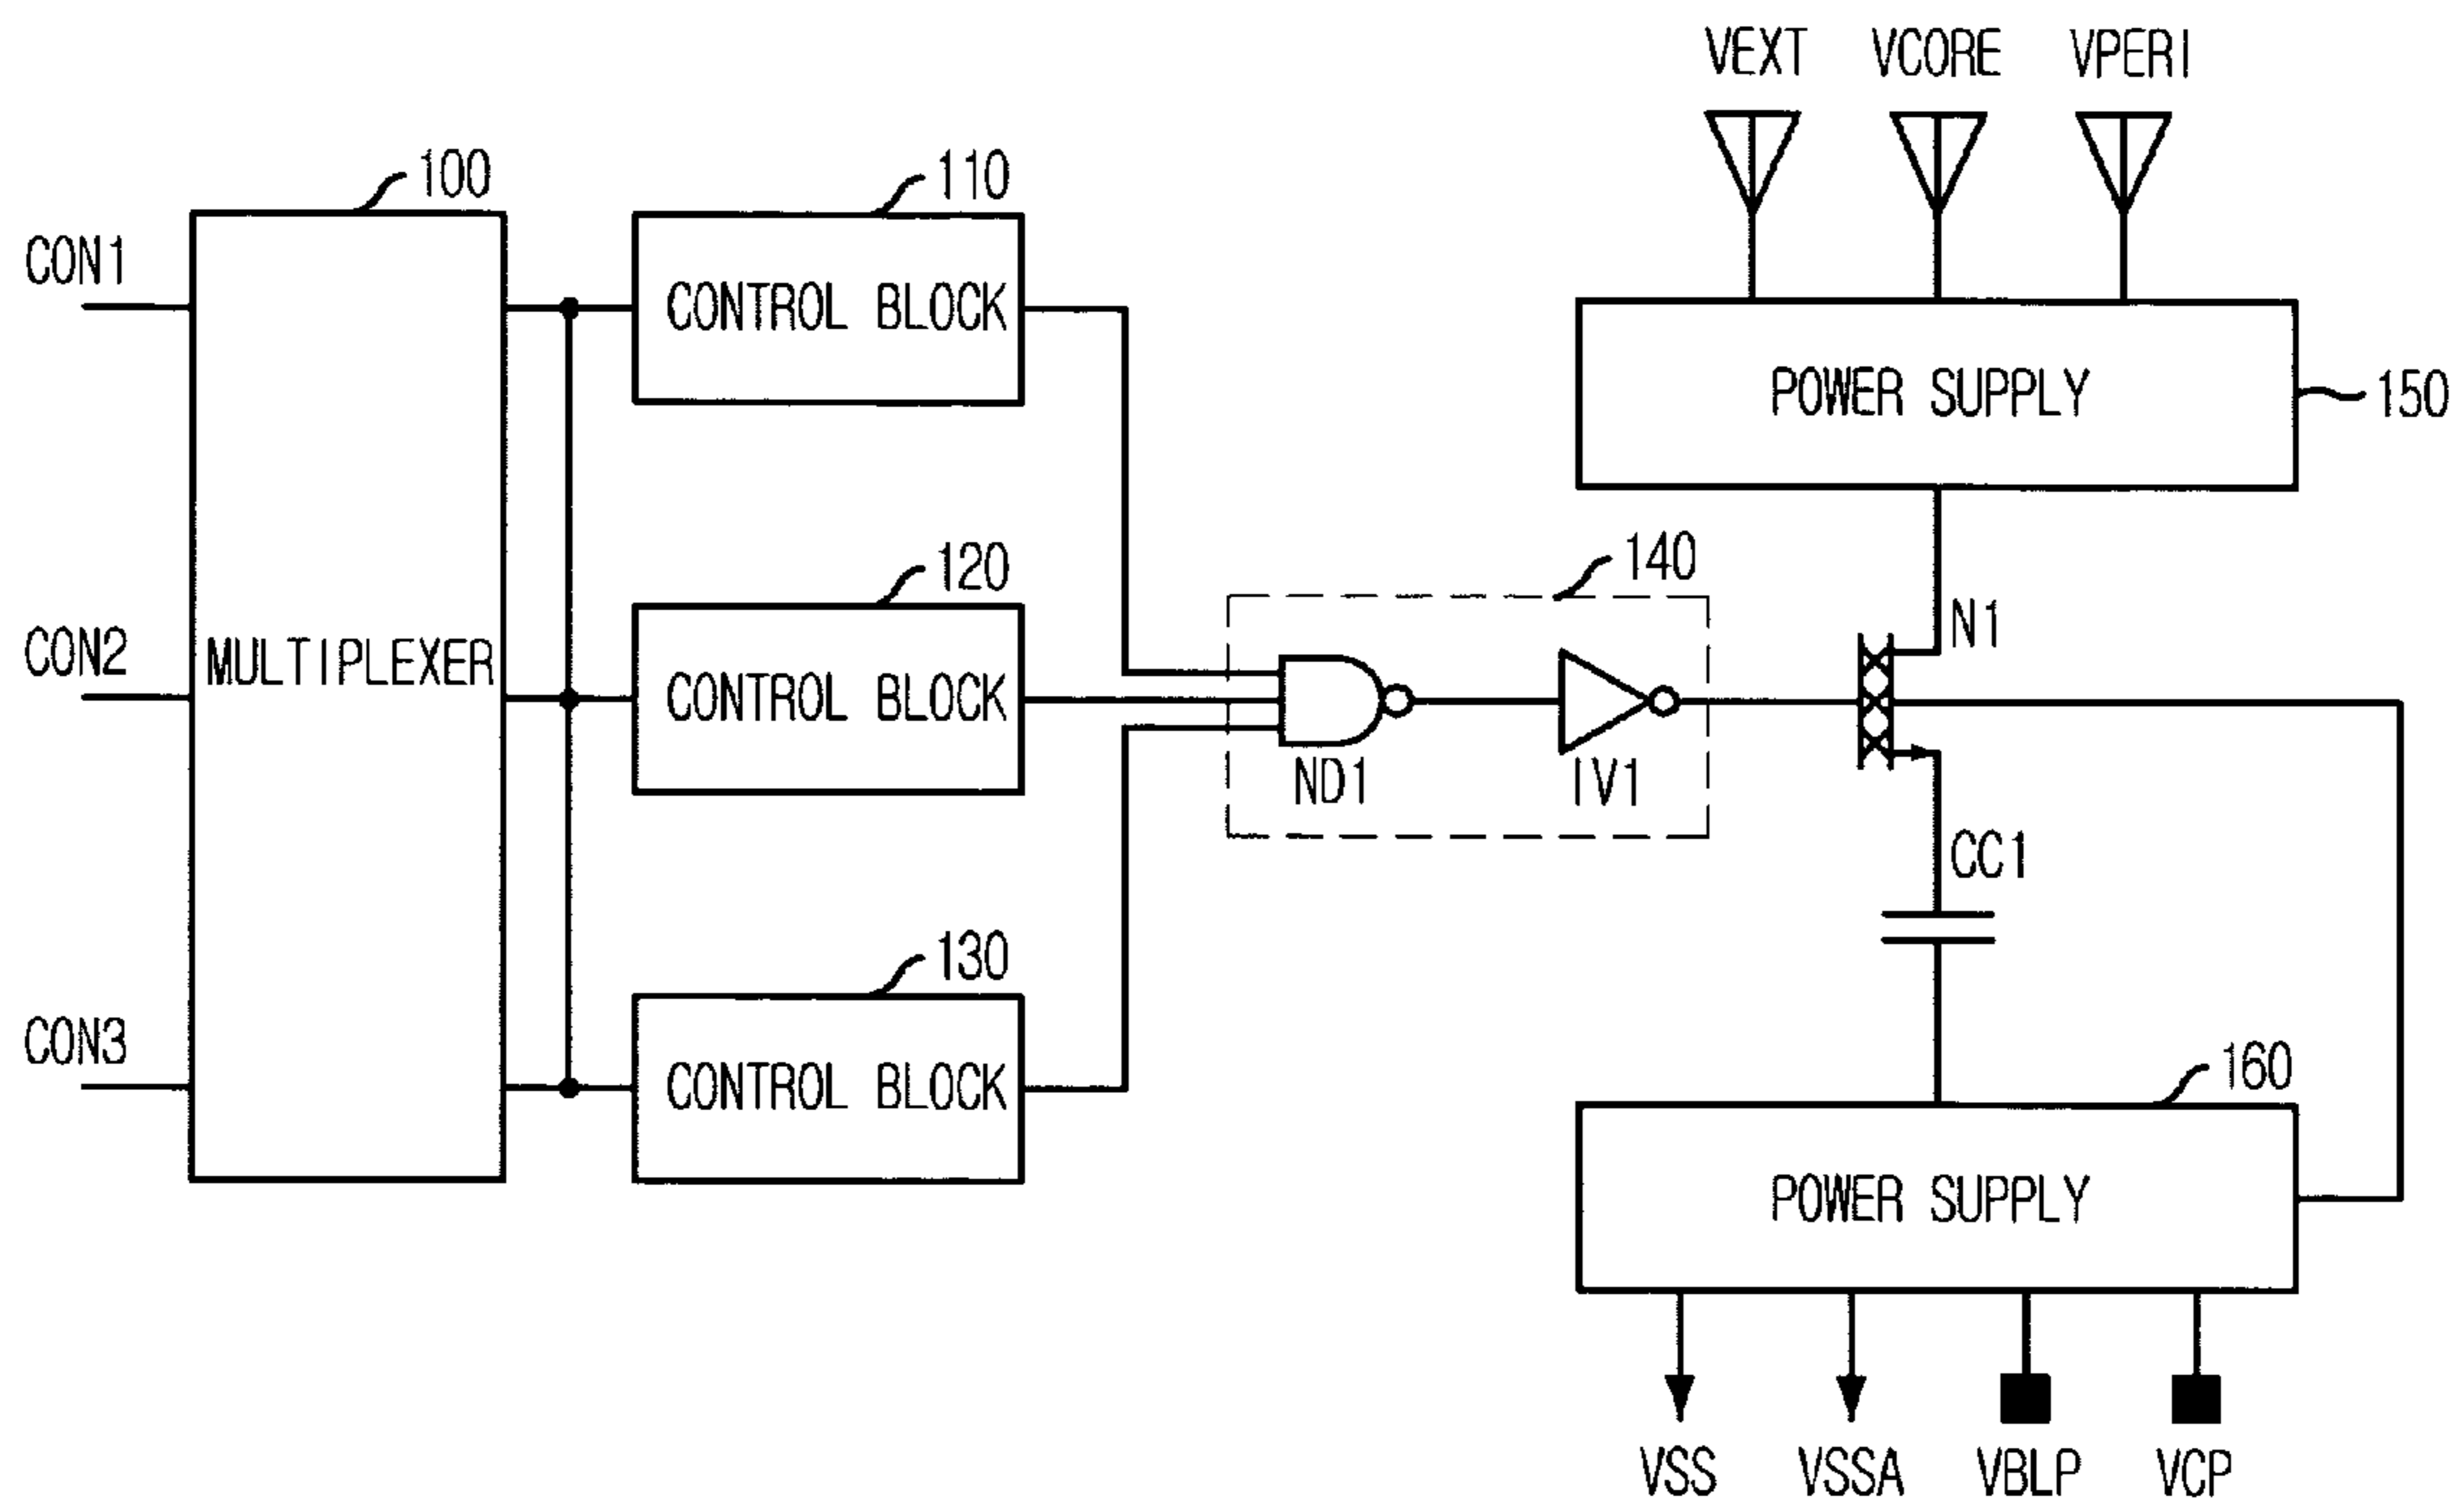 VEXT VCORE VPERI
100
110
CON1
CONTROL BLOCK
POWER SUPPLY
150
120
140
N1
CON2
MULTIPLEXER
CONTROL BLOCK
ND1
IV1
CC1
130
CON3
CONTROL BLOCK
160
POWER SUPPLY
VSS VSSA VBLP VCP